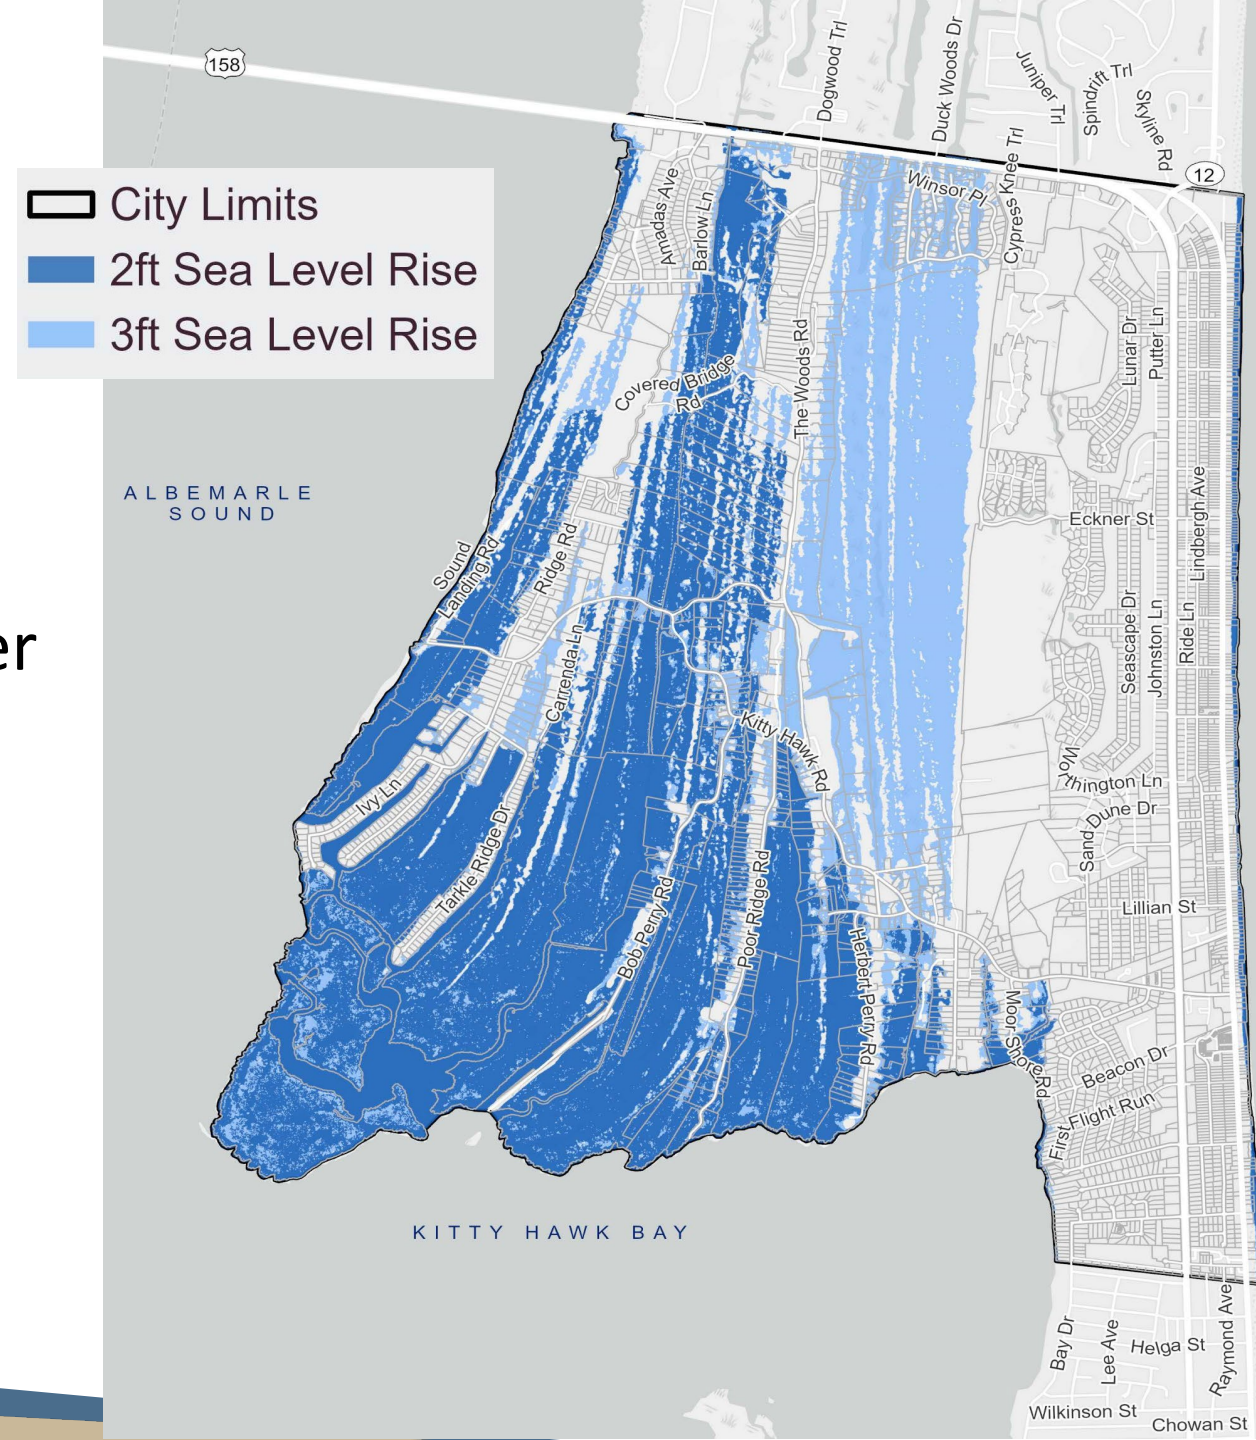 158
Dogwood Trl
Duck Woods Dr
Juniper Trl
Spindrift Trl
Skyline Rd
12
City Limits
2ft Sea Level Rise
3ft Sea Level Rise
Amadas Ave
Barlow Ln
Winsor Pl
Cypress Knee Trl
Covered Bridge
Rd
The Woods Rd
Lunar Dr
Putter Ln
ALBEMARLE
SOUND
Sound
Landing Rd
Ridge Rd
Eckner St
Lindbergh Ave
er
Carrenda Ln
Seascape Dr
Johnston Ln
Ride Ln
Kitty Hawk Rd
Ivy Ln
Tarkle Ridge Dr
Worthington Ln
Sand Dune Dr
Bob Perry Rd
Poor Ridge Rd
Herbert Perry Rd
Lillian St
Moor Shore Rd
Beacon Dr
First Flight Run
KITTY HAWK BAY
Bay Dr
Lee Ave
Helga St
Raymond Ave
Wilkinson St
Chowan St